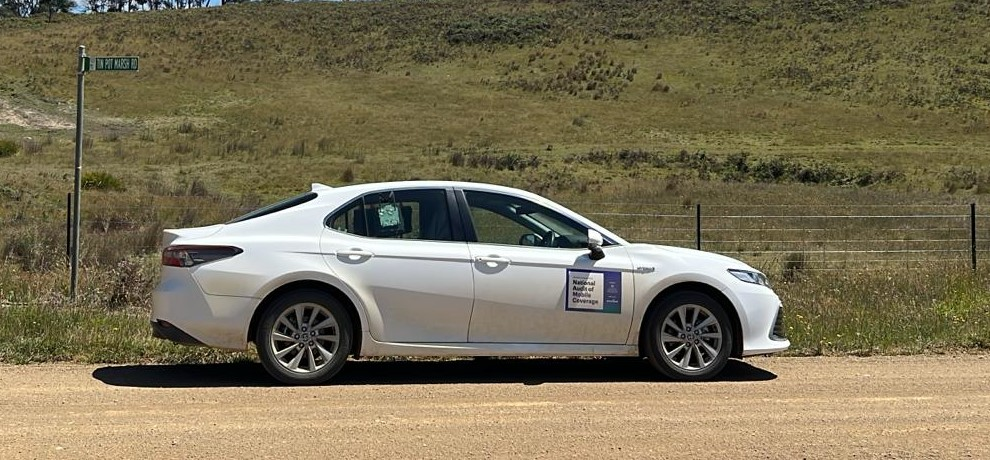 TIN POT MARSH RD
National
Audit of
Mobile
Coverage